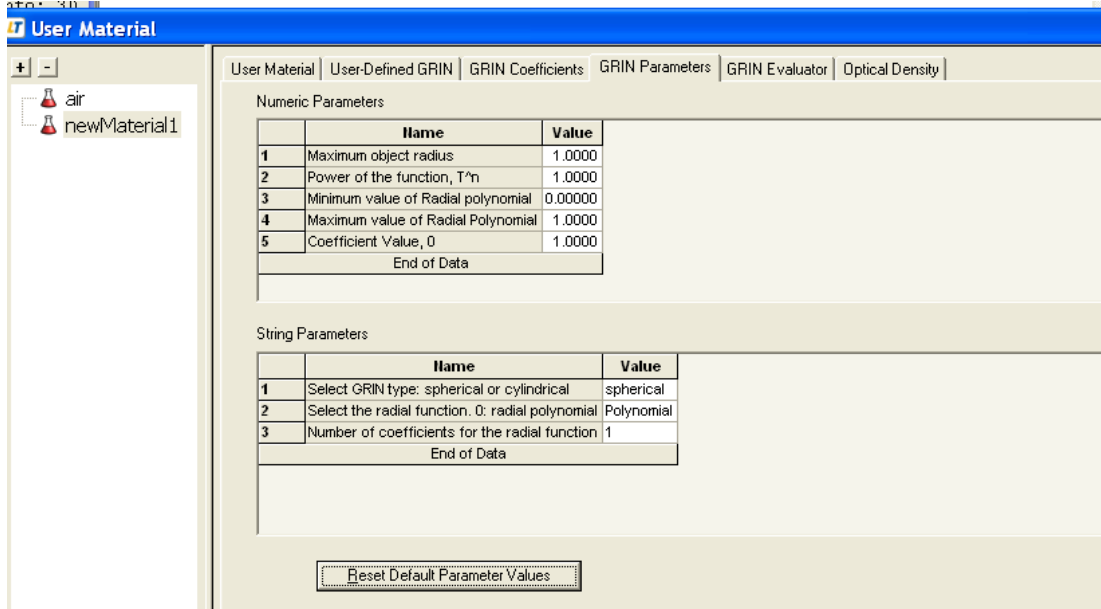 User Material
+ -
air
newMaterial1
User Material User-Defined GRIN GRIN Coefficients GRIN Parameters GRIN Evaluator Optical Density
Numeric Parameters
Name Value
1 Maximum object radius 1.0000
2 Power of the function, T^n 1.0000
3 Minimum value of Radial polynomial 0.00000
4 Maximum value of Radial Polynomial 1.0000
5 Coefficient Value, 0 1.0000
End of Data
String Parameters
Name Value
1 Select GRIN type: spherical or cylindrical spherical
2 Select the radial function. 0: radial polynomial Polynomial
3 Number of coefficients for the radial function 1
End of Data
Reset Default Parameter Values